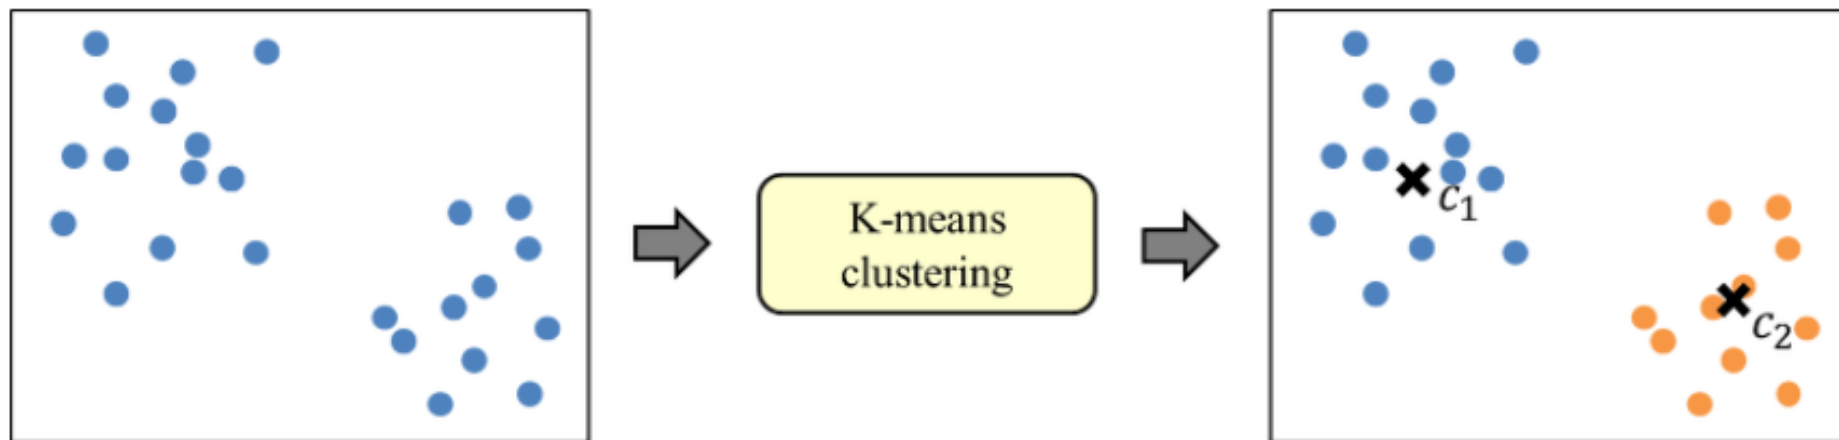 K-means
clustering
c₁
c₂